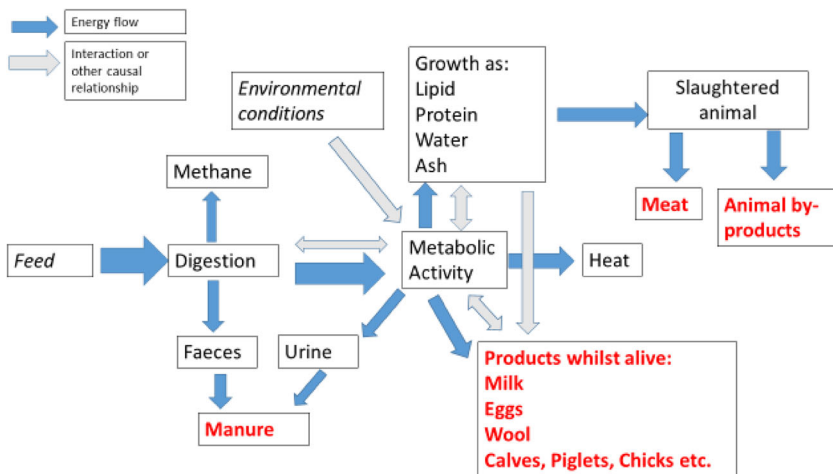 Energy flow
Interaction or
other causal
relationship
Environmental
conditions
Growth as:
Lipid
Protein
Water
Ash
Slaughtered
animal
Methane
Meat
Animal by-
products
Feed
Digestion
Metabolic
Activity
Heat
Faeces
Urine
Manure
Products whilst alive:
Milk
Eggs
Wool
Calves, Piglets, Chicks etc.